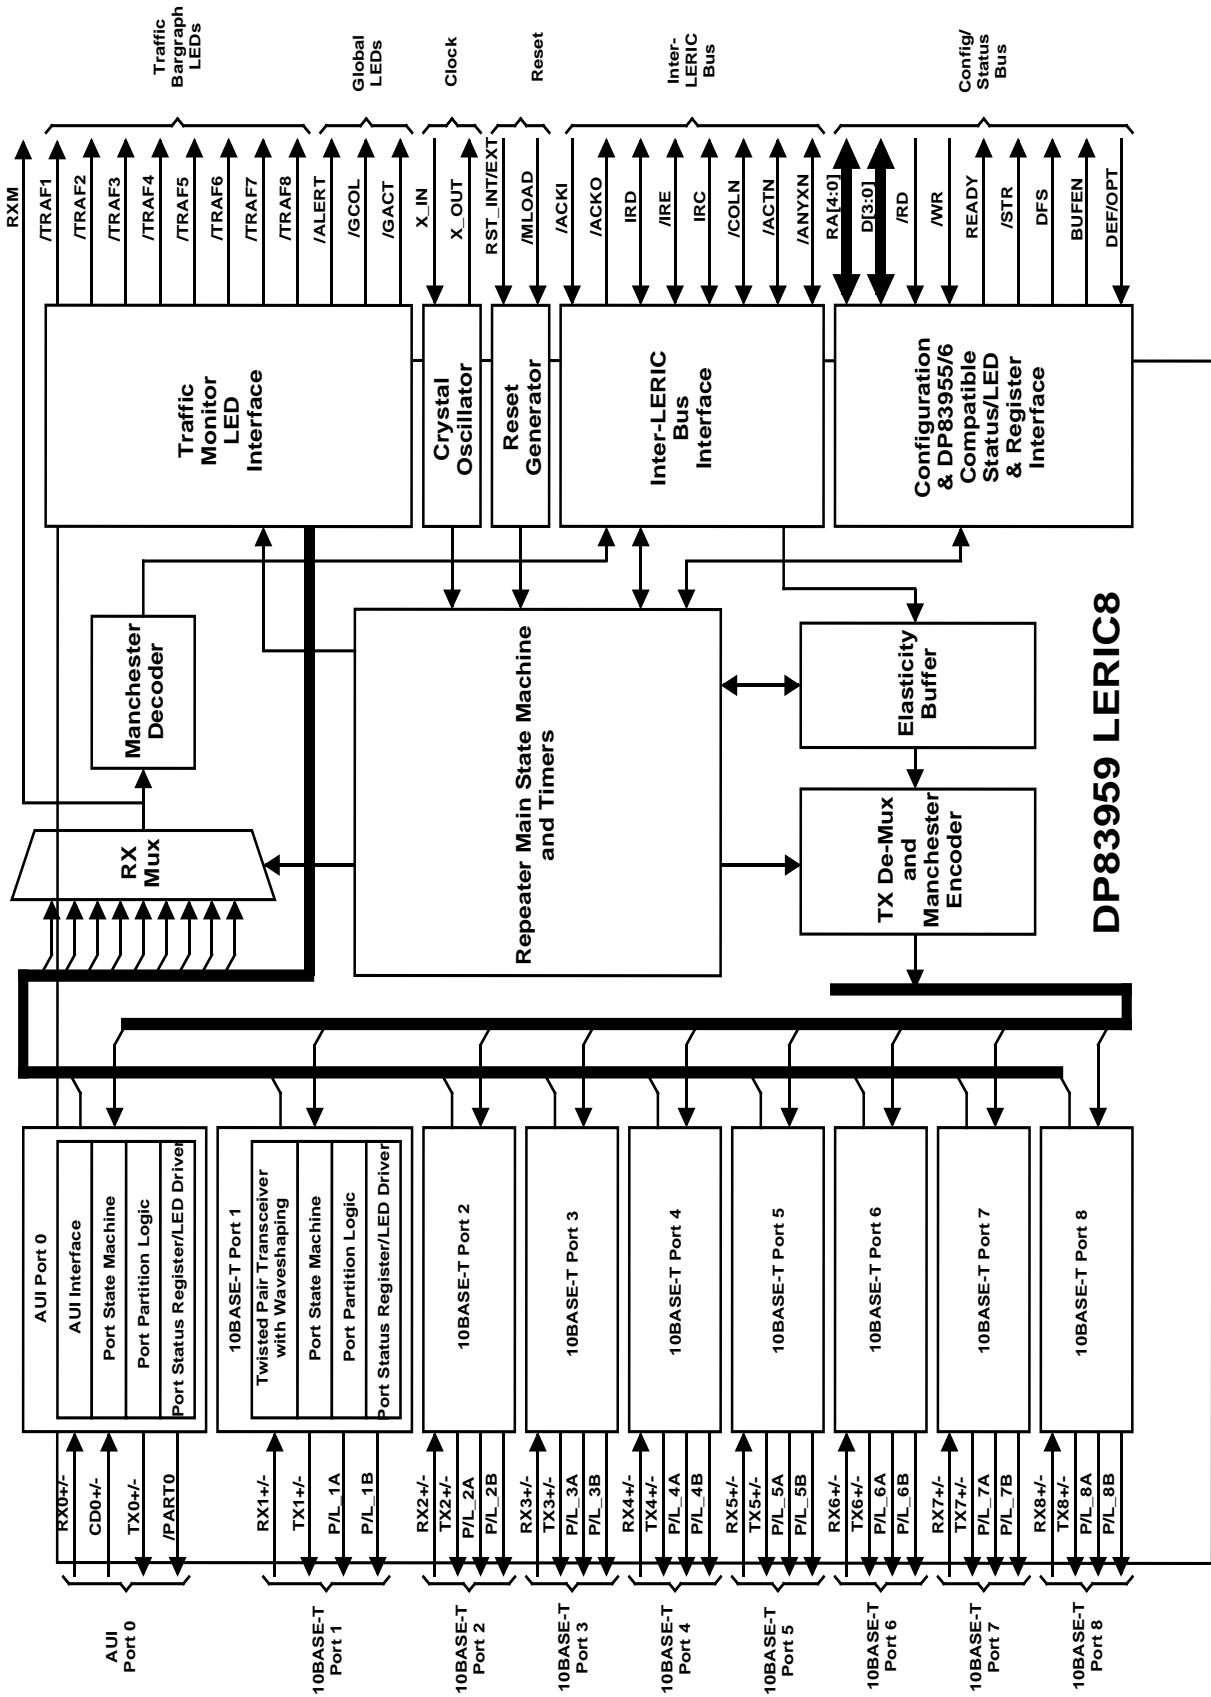 AUI
Port 0
10BASE-T
Port 1
10BASE-T
Port 2
10BASE-T
Port 3
10BASE-T
Port 4
10BASE-T
Port 5
10BASE-T
Port 6
10BASE-T
Port 7
10BASE-T
Port 8
RX0+/-
CD0+/-
TX0+/-
/PART0
RX1+/-
TX1+/-
P/L_1A
P/L_1B
RX2+/-
TX2+/-
P/L_2A
P/L_2B
RX3+/-
TX3+/-
P/L_3A
P/L_3B
RX4+/-
TX4+/-
P/L_4A
P/L_4B
RX5+/-
TX5+/-
P/L_5A
P/L_5B
RX6+/-
TX6+/-
P/L_6A
P/L_6B
RX7+/-
TX7+/-
P/L_7A
P/L_7B
RX8+/-
TX8+/-
P/L_8A
P/L_8B
AUI Port 0
AUI Interface
Port State Machine
Port Partition Logic
Port Status Register/LED Driver
10BASE-T Port 1
Twisted Pair Transceiver
with Waveshaping
Port State Machine
Port Partition Logic
Port Status Register/LED Driver
10BASE-T Port 2
10BASE-T Port 3
10BASE-T Port 4
10BASE-T Port 5
10BASE-T Port 6
10BASE-T Port 7
10BASE-T Port 8
RX
Mux
Manchester
Decoder
Repeater Main State Machine
and Timers
TX De-Mux
and
Manchester
Encoder
Elasticity
Buffer
DP83959 LERIC8
Traffic
Monitor
LED
Interface
Crystal
Oscillator
Reset
Generator
Inter-LERIC
Bus
Interface
Configuration
& DP83955/6
Compatible
Status/LED
& Register
Interface
RXM
/TRAF1
/TRAF2
/TRAF3
/TRAF4
/TRAF5
/TRAF6
/TRAF7
/TRAF8
/ALERT
/GCOL
/GACT
X_IN
X_OUT
RST_INT/EXT
/MLOAD
/ACKI
/ACKO
IRD
/IRE
IRC
/COLN
/ACTN
/ANYXN
RA[4:0]
D[3:0]
/RD
/WR
READY
/STR
DFS
BUFEN
DEF/OPT
Traffic
Bargraph
LEDs
Global
LEDs
Clock
Reset
Inter-
LERIC
Bus
Config/
Status
Bus